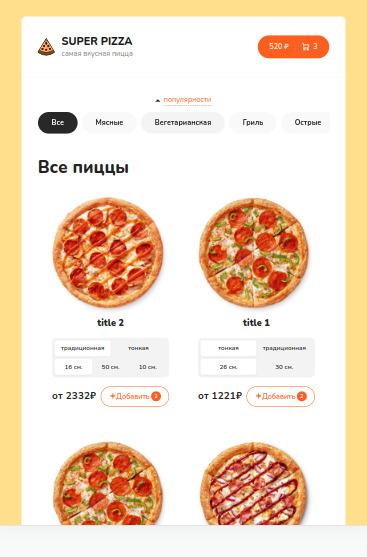 SUPER PIZZA
самая вкусная пицца
520 ₽ 3
популярности
Все Мясные Вегетарианская Гриль Острые
Все пиццы
title 2
традиционная тонкая
16 см. 50 см. 10 см.
от 2332₽ +Добавить 2
title 1
тонкая традиционная
26 см. 30 см.
от 1221₽ +Добавить 2